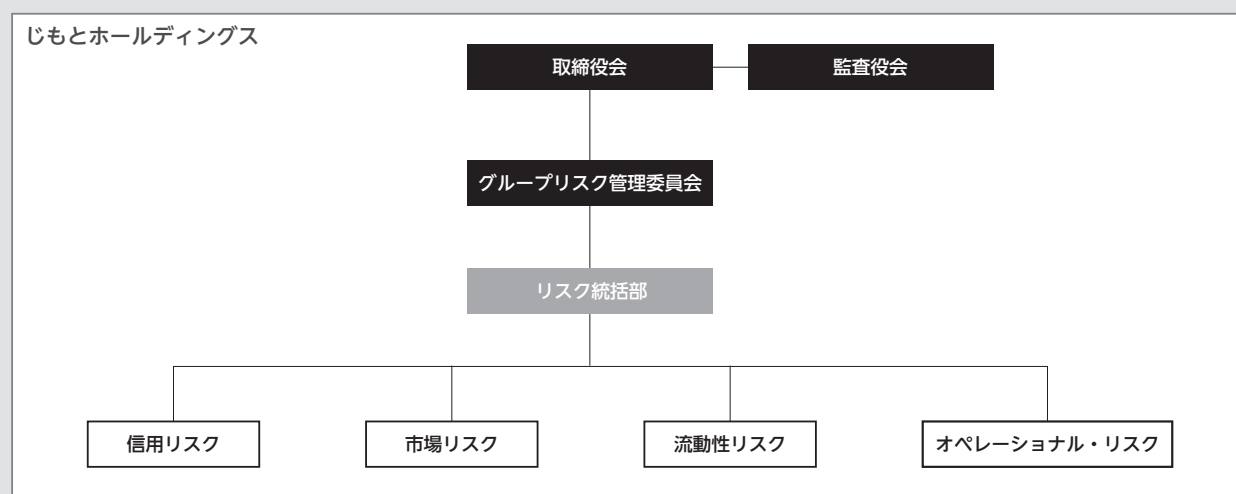 じもとホールディングス
取締役会
監査役会
グループリスク管理委員会
リスク統括部
信用リスク
市場リスク
流動性リスク
オペレーショナル・リスク